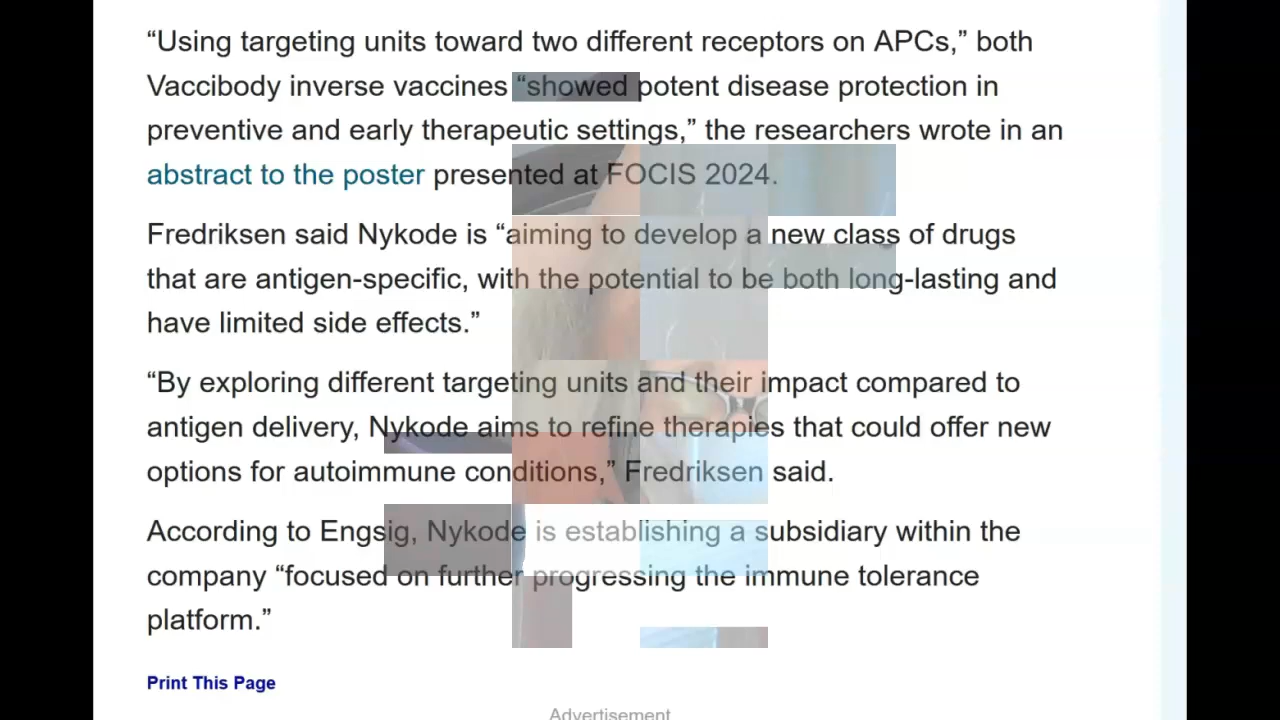 “Using targeting units toward two different receptors on APCs,” both
Vaccibody inverse vaccines “showed potent disease protection in
preventive and early therapeutic settings,” the researchers wrote in an
abstract to the poster presented at FOCIS 2024.
Fredriksen said Nykode is “aiming to develop a new class of drugs
that are antigen-specific, with the potential to be both long-lasting and
have limited side effects.”
“By exploring different targeting units and their impact compared to
antigen delivery, Nykode aims to refine therapies that could offer new
options for autoimmune conditions,” Fredriksen said.
According to Engsig, Nykode is establishing a subsidiary within the
company “focused on further progressing the immune tolerance
platform.”
Print This Page
Advertisement